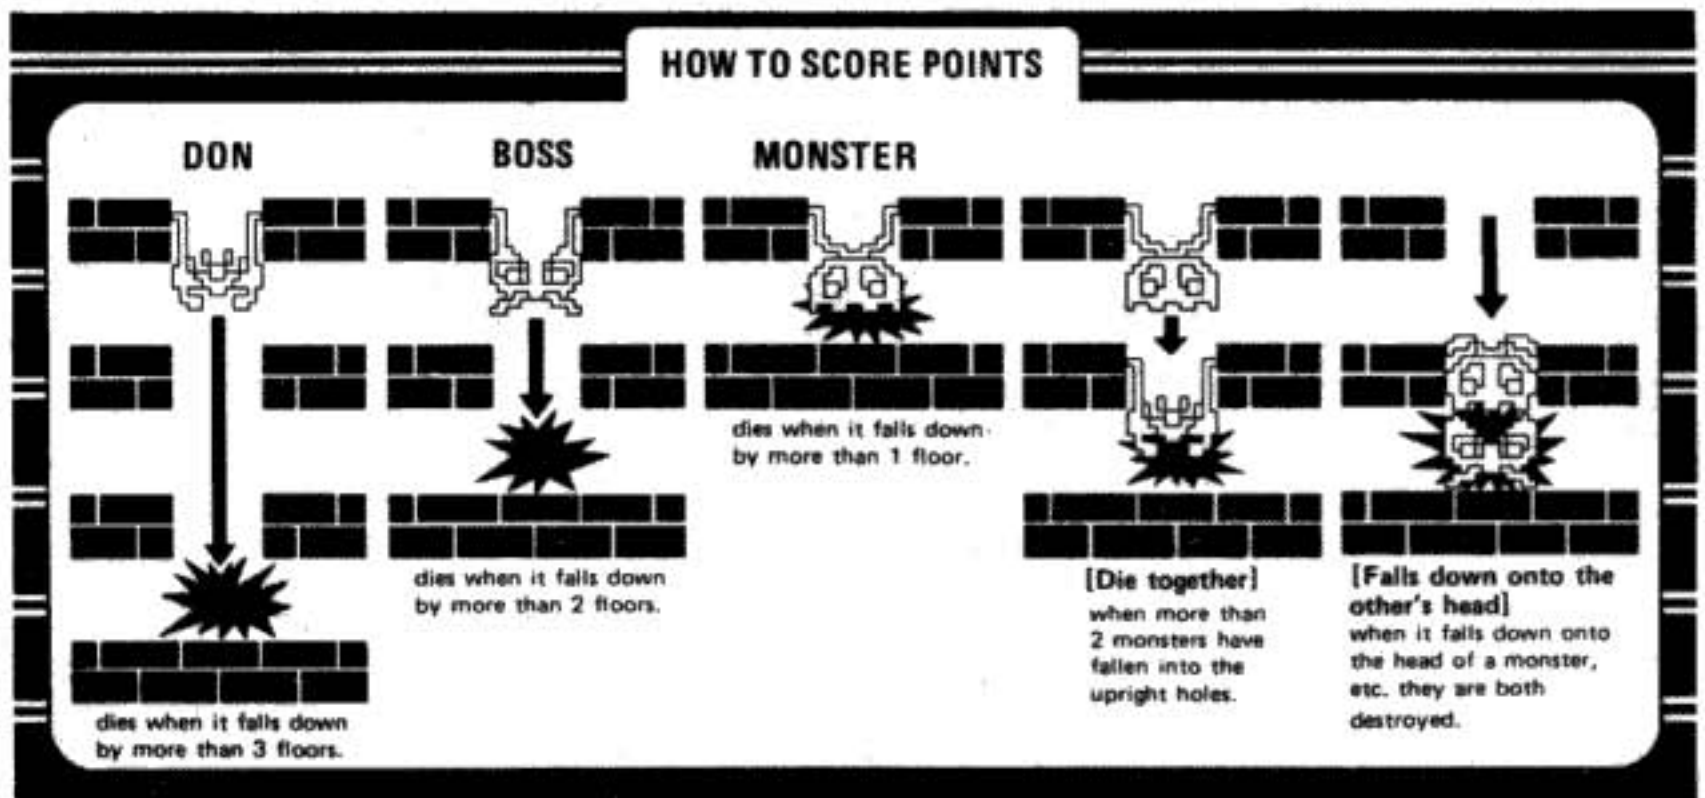 HOW TO SCORE POINTS
DON
dies when it falls down
by more than 3 floors.
BOSS
dies when it falls down
by more than 2 floors.
MONSTER
dies when it falls down
by more than 1 floor.
[Die together]
when more than
2 monsters have
fallen into the
upright holes.
[Falls down onto the
other's head]
when it falls down onto
the head of a monster,
etc. they are both
destroyed.